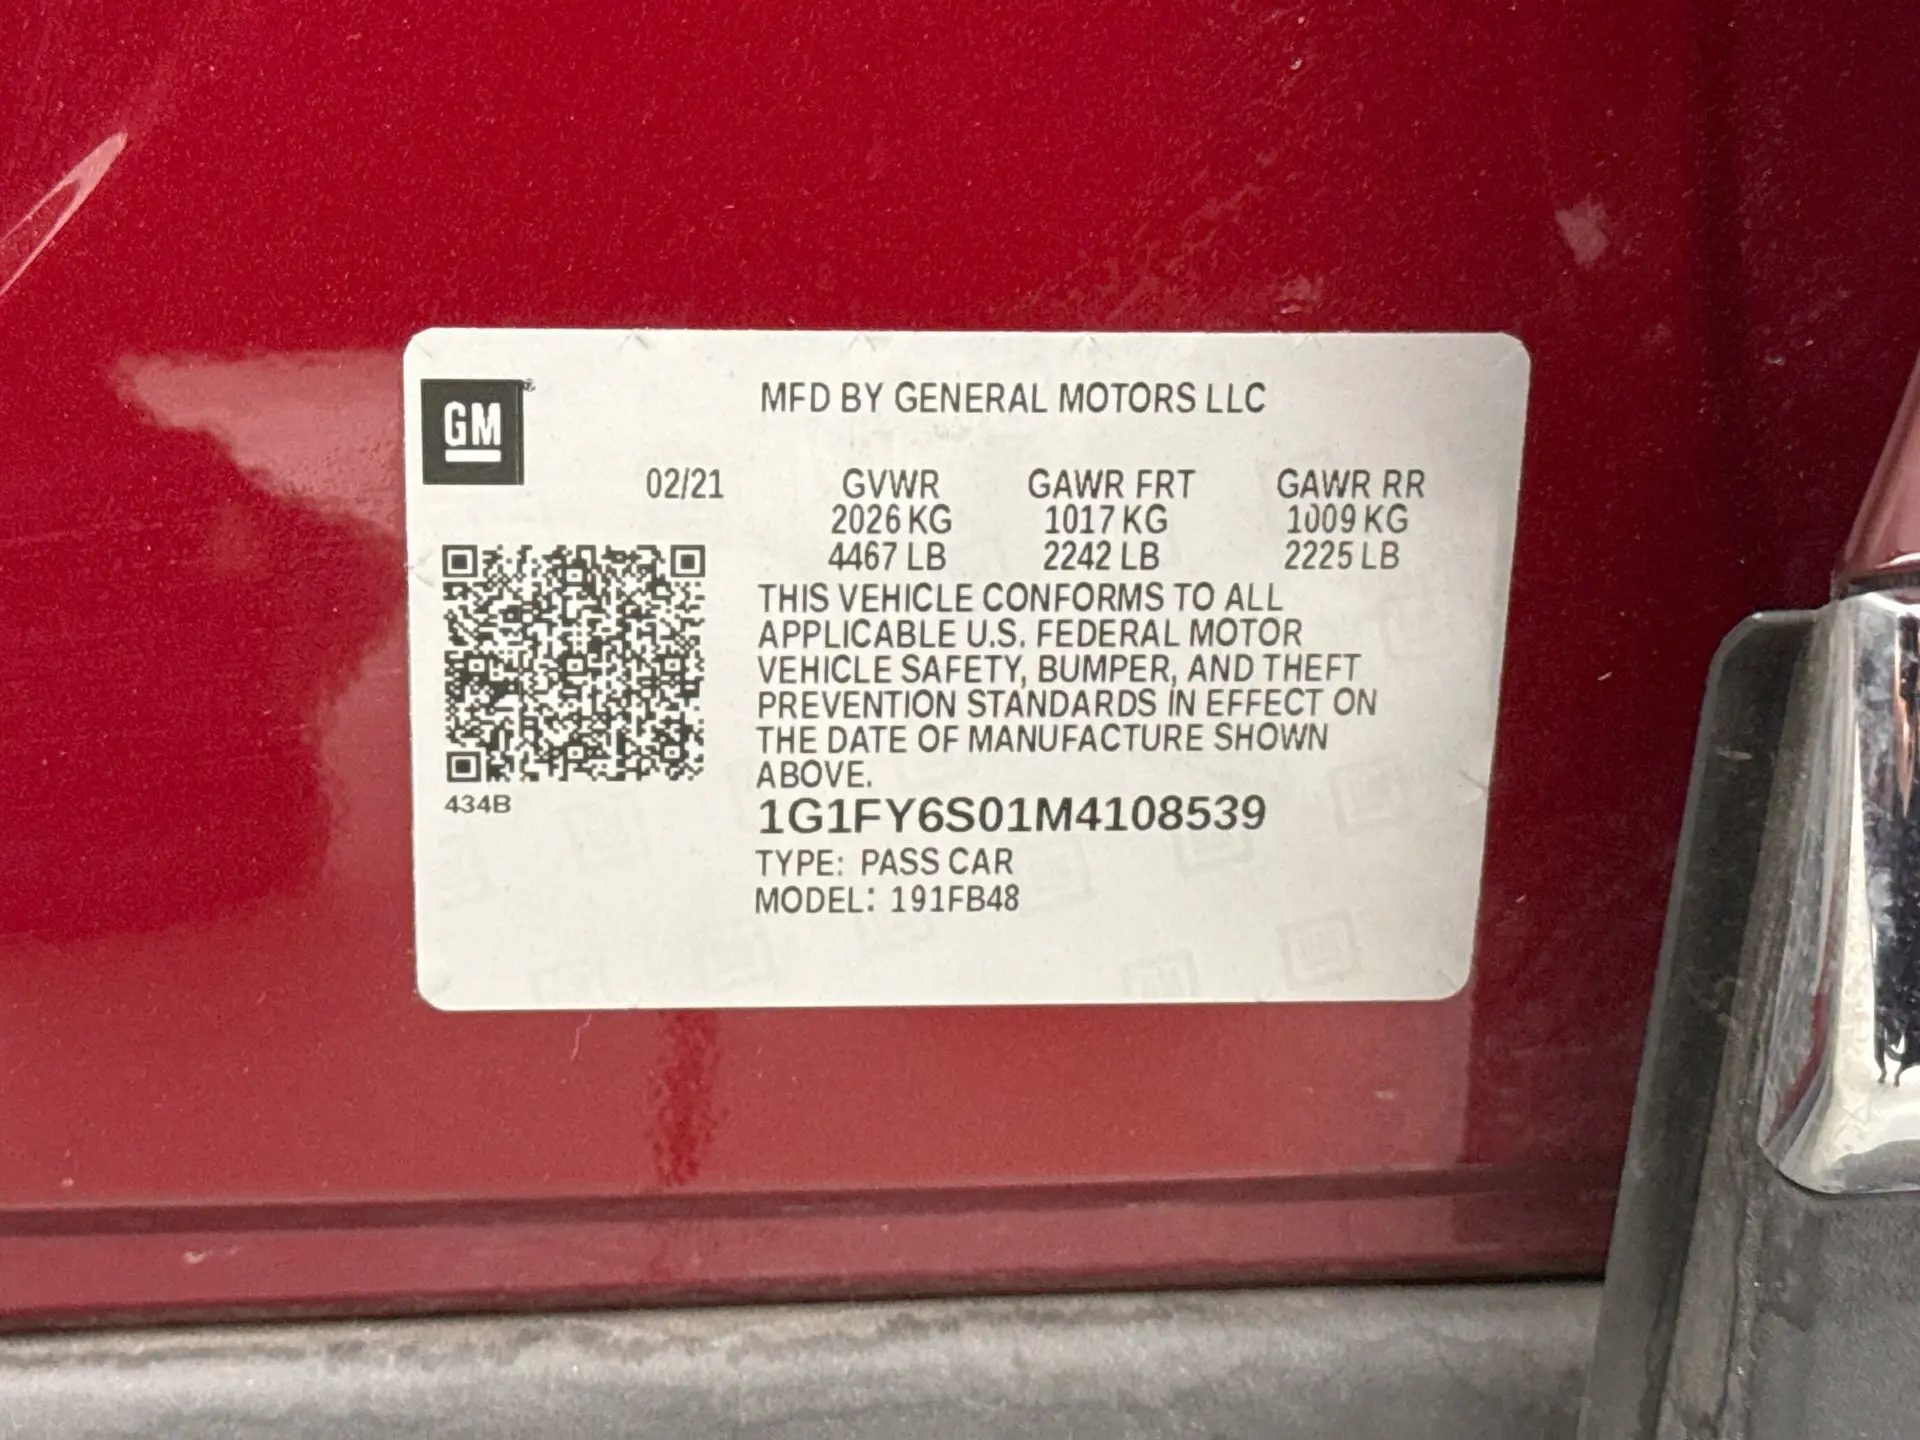 GM
MFD BY GENERAL MOTORS LLC
02/21 GVWR GAWR FRT GAWR RR
2026 KG 1017 KG 1009 KG
4467 LB 2242 LB 2225 LB
THIS VEHICLE CONFORMS TO ALL
APPLICABLE U.S. FEDERAL MOTOR
VEHICLE SAFETY, BUMPER, AND THEFT
PREVENTION STANDARDS IN EFFECT ON
THE DATE OF MANUFACTURE SHOWN
ABOVE.
434B
1G1FY6S01M4108539
TYPE: PASS CAR
MODEL: 191FB48